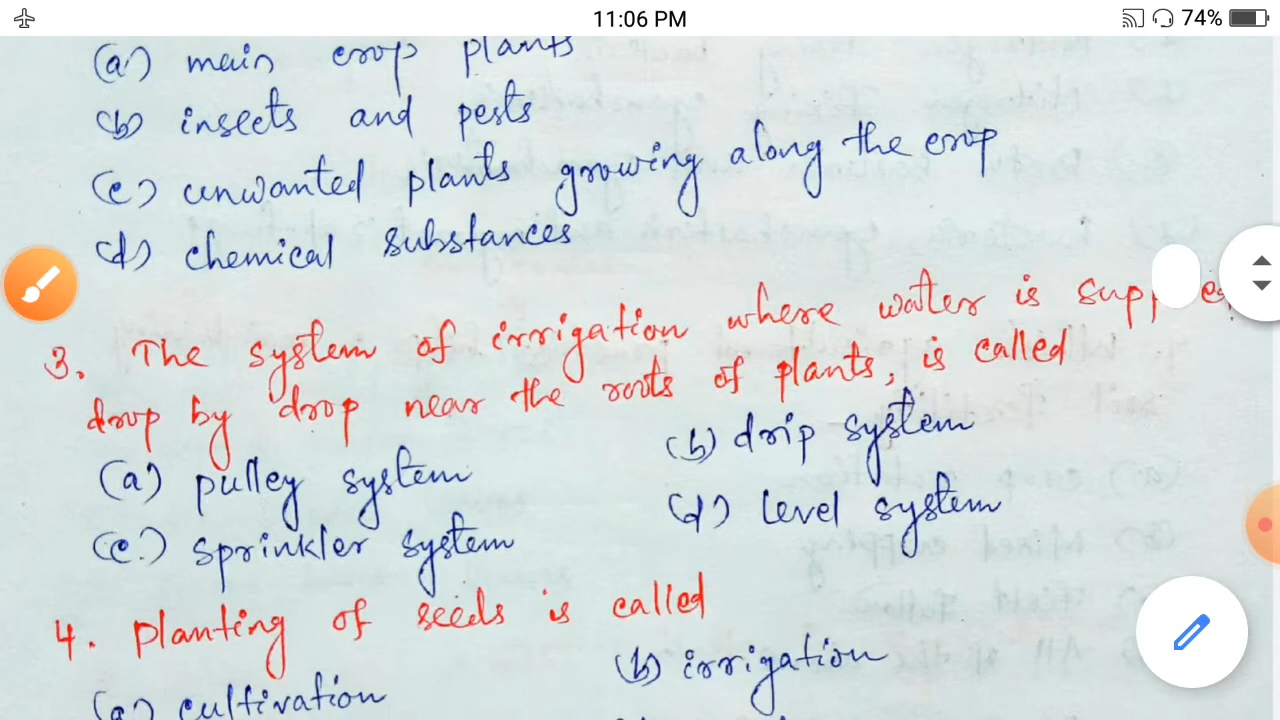 11:06 PM
74%
(a) main crop plants
(b) insects and pests
(c) unwanted plants growing along the crop
(d) chemical substances
3. The system of irrigation where water is
drop by drop near the roots of plants, is called
(a) pulley system
(b) drip system
(c) sprinkler system
(d) level system
4. Planting of seeds is called
(a) cultivation
(b) irrigation